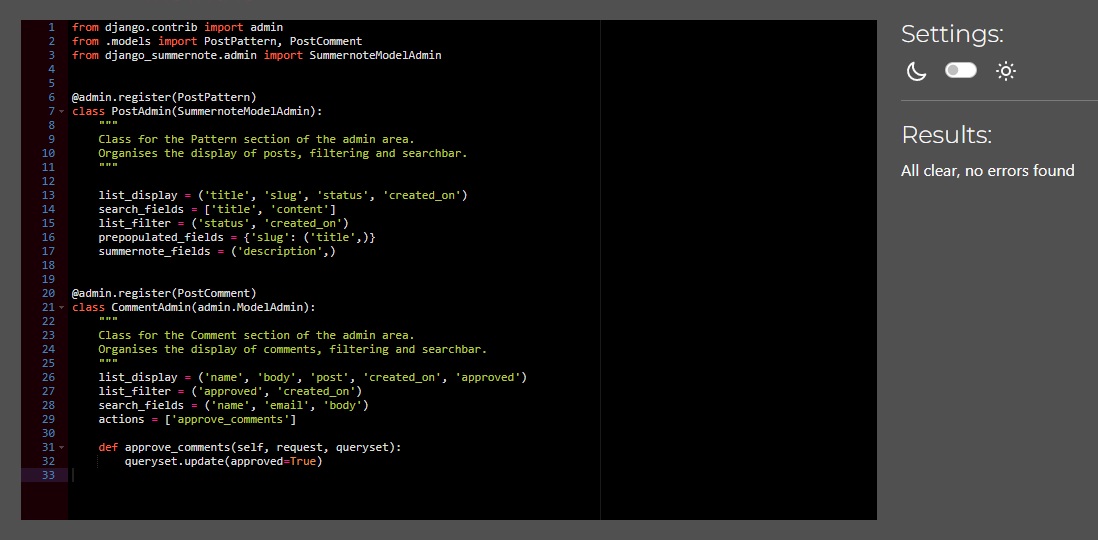 1 from django.contrib import admin
2 from .models import PostPattern, PostComment
3 from django_summernote.admin import SummernoteModelAdmin
4
5
6 @admin.register(PostPattern)
7 class PostAdmin(SummernoteModelAdmin):
8     """
9     Class for the Pattern section of the admin area.
10     Organises the display of posts, filtering and searchbar.
11     """
12
13     list_display = ('title', 'slug', 'status', 'created_on')
14     search_fields = ['title', 'content']
15     list_filter = ('status', 'created_on')
16     prepopulated_fields = {'slug': ('title',)}
17     summernote_fields = ('description',)
18
19
20 @admin.register(PostComment)
21 class CommentAdmin(admin.ModelAdmin):
22     """
23     Class for the Comment section of the admin area.
24     Organises the display of comments, filtering and searchbar.
25     """
26     list_display = ('name', 'body', 'post', 'created_on', 'approved')
27     list_filter = ('approved', 'created_on')
28     search_fields = ('name', 'email', 'body')
29     actions = ['approve_comments']
30
31     def approve_comments(self, request, queryset):
32         queryset.update(approved=True)
33
Settings:
Results:
All clear, no errors found